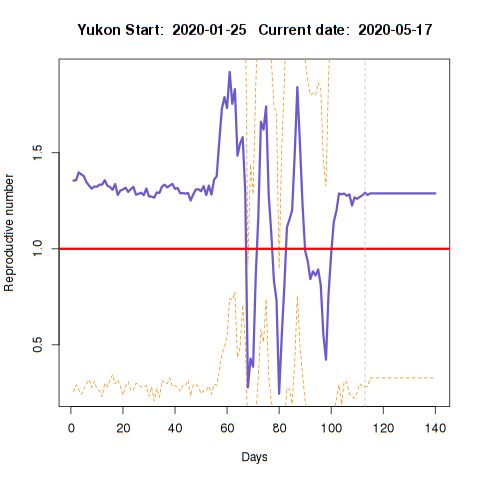 Yukon Start: 2020-01-25 Current date: 2020-05-17
Reproductive number
1.5
1.0
0.5
0 20 40 60 80 100 120 140
Days